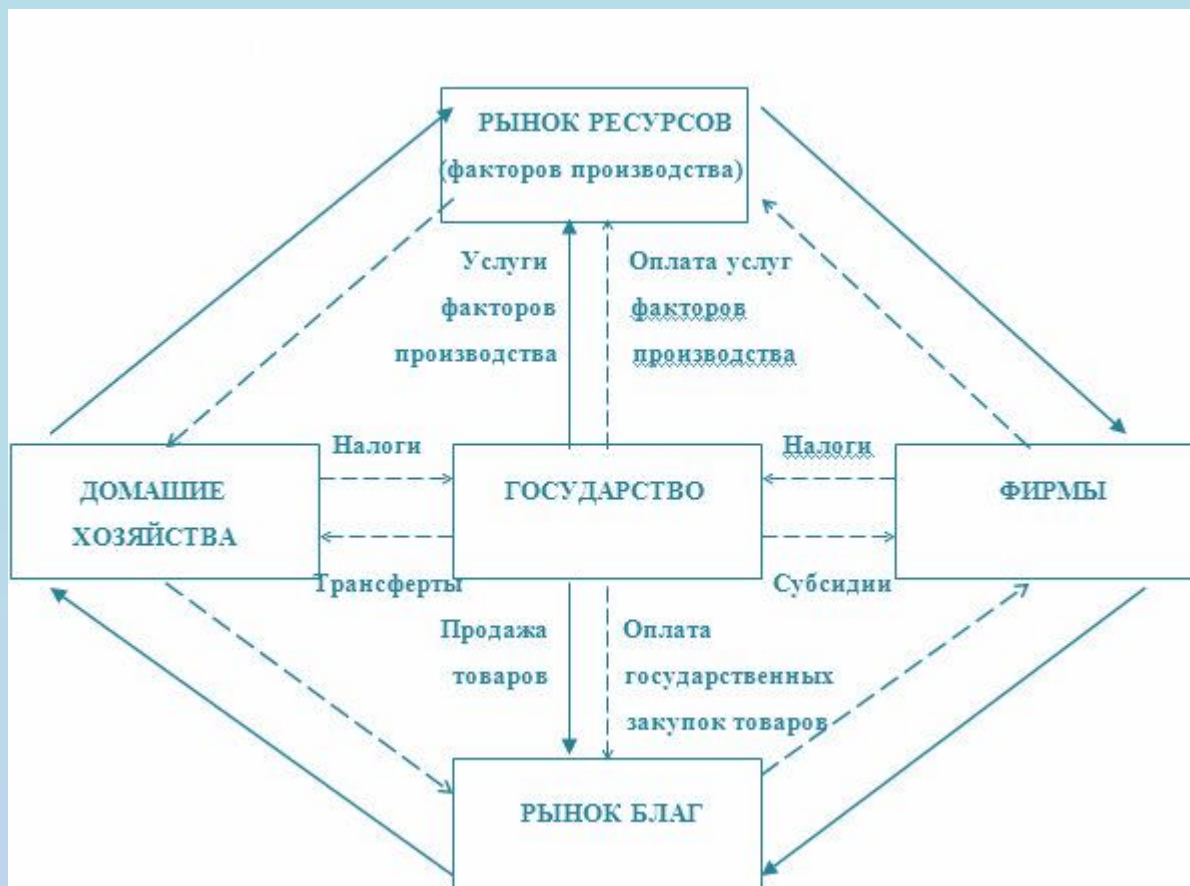 РЫНОК РЕСУРСОВ
(факторов производства)
Услуги
факторов
производства
Оплата услуг
факторов
производства
Налоги
Налоги
ДОМАШИЕ
ХОЗЯЙСТВА
ГОСУДАРСТВО
ФИРМЫ
Трансферты
Субсидии
Продажа
товаров
Оплата
государственных
закупок товаров
РЫНОК БЛАГ